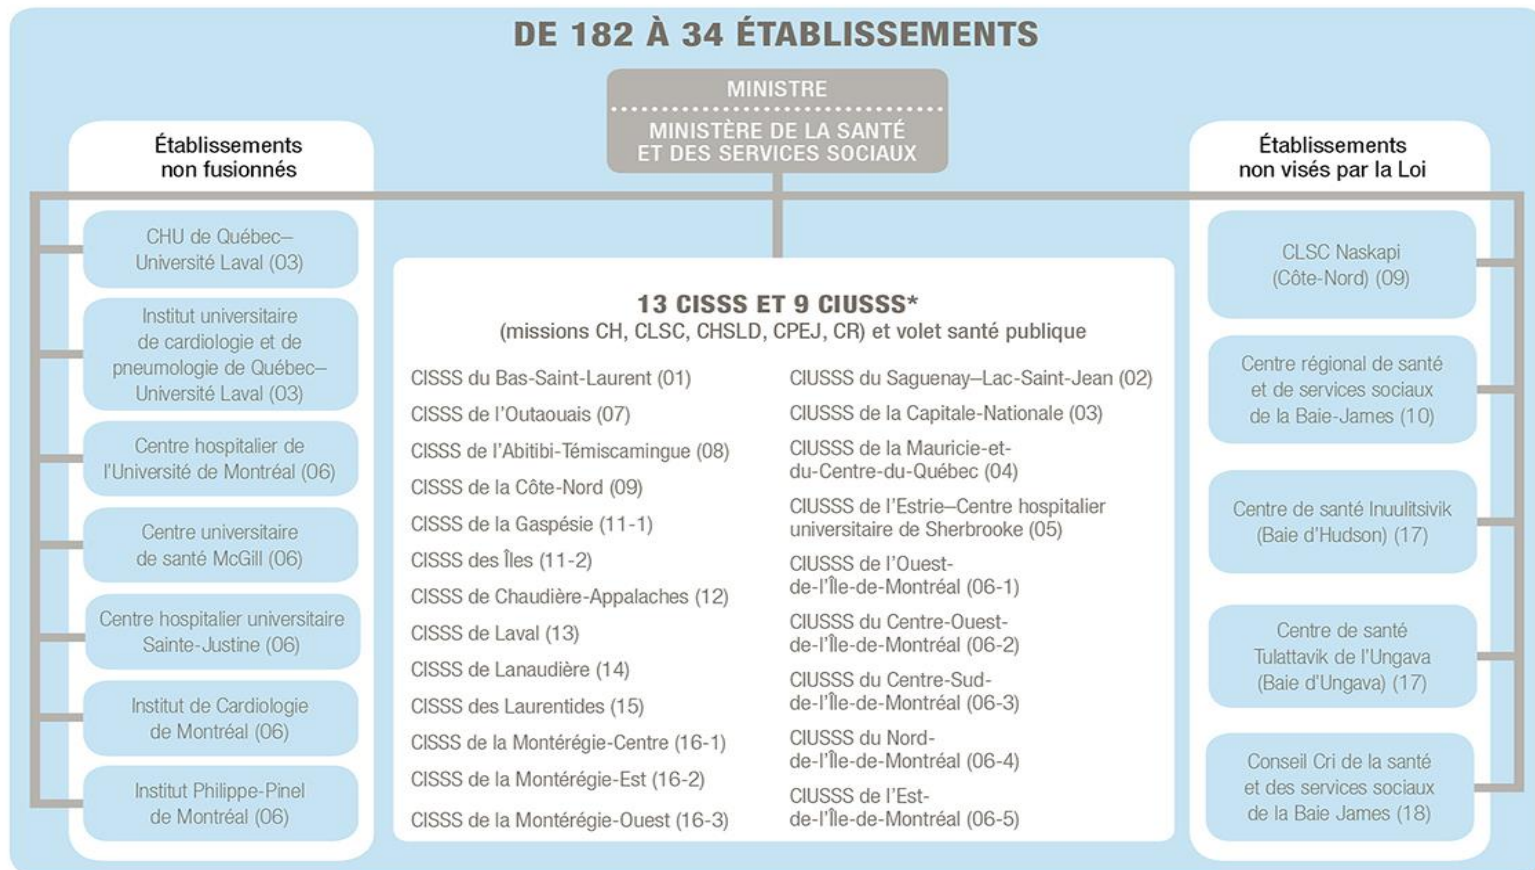 DE 182 À 34 ÉTABLISSEMENTS
MINISTRE
MINISTÈRE DE LA SANTÉ
ET DES SERVICES SOCIAUX
Établissements
non fusionnés
CHU de Québec–
Université Laval (03)
Institut universitaire
de cardiologie et de
pneumologie de Québec–
Université Laval (03)
Centre hospitalier de
l'Université de Montréal (06)
Centre universitaire
de santé McGill (06)
Centre hospitalier universitaire
Sainte-Justine (06)
Institut de Cardiologie
de Montréal (06)
Institut Philippe-Pinel
de Montréal (06)
13 CISSS ET 9 CIUSSS*
(missions CH, CLSC, CHSLD, CPEJ, CR) et volet santé publique
CISSS du Bas-Saint-Laurent (01)
CISSS de l'Outaouais (07)
CISSS de l'Abitibi-Témiscamingue (08)
CISSS de la Côte-Nord (09)
CISSS de la Gaspésie (11-1)
CISSS des Îles (11-2)
CISSS de Chaudière-Appalaches (12)
CISSS de Laval (13)
CISSS de Lanaudière (14)
CISSS des Laurentides (15)
CISSS de la Montérégie-Centre (16-1)
CISSS de la Montérégie-Est (16-2)
CISSS de la Montérégie-Ouest (16-3)
CIUSSS du Saguenay–Lac-Saint-Jean (02)
CIUSSS de la Capitale-Nationale (03)
CIUSSS de la Mauricie-et-
du-Centre-du-Québec (04)
CIUSSS de l'Estrie–Centre hospitalier
universitaire de Sherbrooke (05)
CIUSSS de l'Ouest-
de-l'Île-de-Montréal (06-1)
CIUSSS du Centre-Ouest-
de-l'Île-de-Montréal (06-2)
CIUSSS du Centre-Sud-
de-l'Île-de-Montréal (06-3)
CIUSSS du Nord-
de-l'Île-de-Montréal (06-4)
CIUSSS de l'Est-
de-l'Île-de-Montréal (06-5)
Établissements
non visés par la Loi
CLSC Naskapi
(Côte-Nord) (09)
Centre régional de santé
et de services sociaux
de la Baie-James (10)
Centre de santé Inuulitsivik
(Baie d'Hudson) (17)
Centre de santé
Tulattavik de l'Ungava
(Baie d'Ungava) (17)
Conseil Cri de la santé
et des services sociaux
de la Baie James (18)